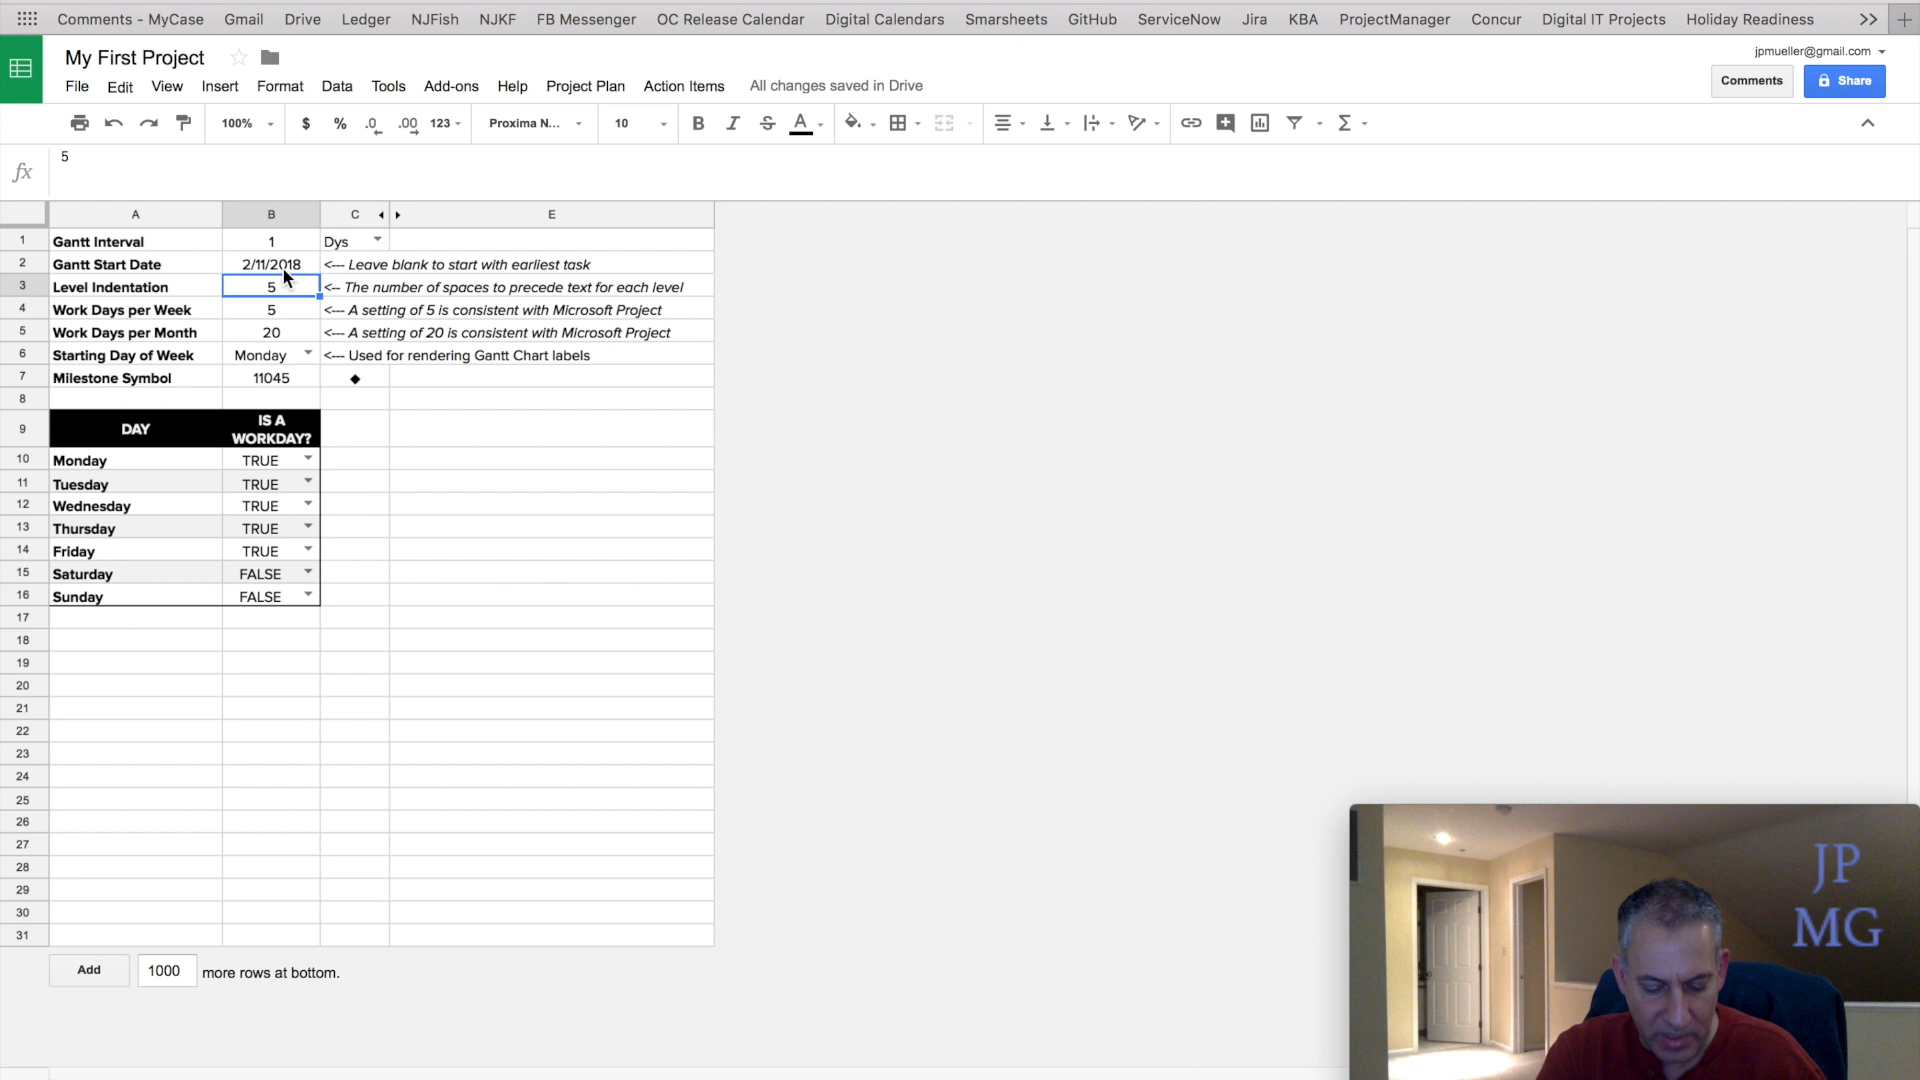 Comments - MyCase Gmail Drive Ledger NJFish NJKF FB Messenger OC Release Calendar Digital Calendars Smarsheets GitHub ServiceNow Jira KBA ProjectManager Concur Digital IT Projects Holiday Readiness >> +
My First Project
jpmueller@gmail.com
File Edit View Insert Format Data Tools Add-ons Help Project Plan Action Items All changes saved in Drive
Comments Share
100% $ % .0 .00 123 Proxima N... 10 B I S A Σ
fx 5
A B C E
1 Gantt Interval 1 Dys
2 Gantt Start Date 2/11/2018 <--- Leave blank to start with earliest task
3 Level Indentation 5 <-- The number of spaces to precede text for each level
4 Work Days per Week 5 <--- A setting of 5 is consistent with Microsoft Project
5 Work Days per Month 20 <--- A setting of 20 is consistent with Microsoft Project
6 Starting Day of Week Monday <--- Used for rendering Gantt Chart labels
7 Milestone Symbol 11045 ◆
8
9 DAY IS A WORKDAY?
10 Monday TRUE
11 Tuesday TRUE
12 Wednesday TRUE
13 Thursday TRUE
14 Friday TRUE
15 Saturday FALSE
16 Sunday FALSE
17
18
19
20
21
22
23
24
25
26
27
28
29
30
31
Add 1000 more rows at bottom.
JP
MG